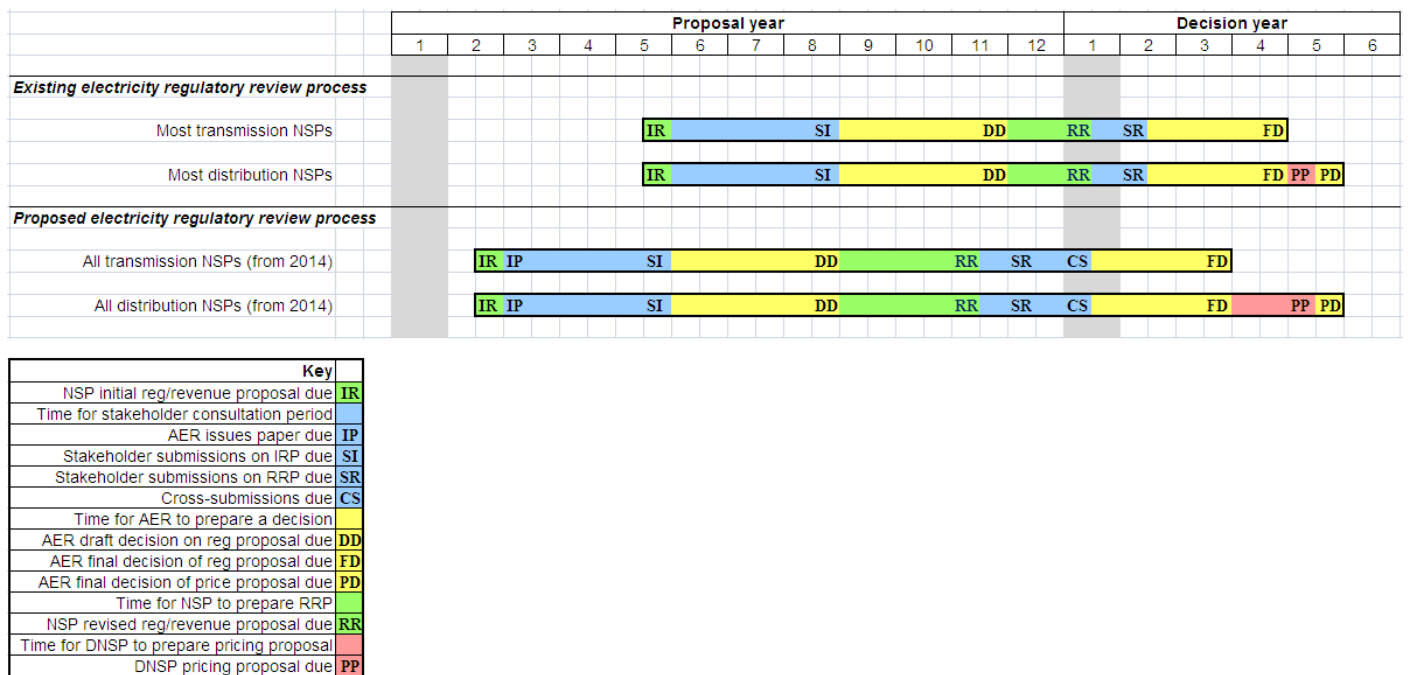 Proposal year Decision year
1 2 3 4 5 6 7 8 9 10 11 12 1 2 3 4 5 6
Existing electricity regulatory review process
Most transmission NSPs IR SI DD RR SR FD
Most distribution NSPs IR SI DD RR SR FD PP PD
Proposed electricity regulatory review process
All transmission NSPs (from 2014) IR IP SI DD RR SR CS FD
All distribution NSPs (from 2014) IR IP SI DD RR SR CS FD PP PD
Key
NSP initial reg/revenue proposal due IR
Time for stakeholder consultation period
AER issues paper due IP
Stakeholder submissions on IRP due SI
Stakeholder submissions on RRP due SR
Cross-submissions due CS
Time for AER to prepare a decision
AER draft decision on reg proposal due DD
AER final decision of reg proposal due FD
AER final decision of price proposal due PD
Time for NSP to prepare RRP
NSP revised reg/revenue proposal due RR
Time for DNSP to prepare pricing proposal
DNSP pricing proposal due PP